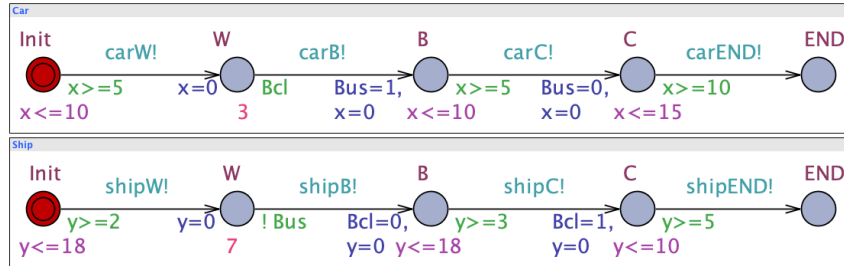 Car
Init W B C END
carW! carB! carC! carEND!
x>=5 x=0 Bcl Bus=1, x>=5 Bus=0, x>=10
x<=10 3 x=0 x<=10 x=0 x<=15
Ship
Init W B C END
shipW! shipB! shipC! shipEND!
y>=2 y=0 ! Bus Bcl=0, y>=3 Bcl=1, y>=5
y<=18 7 y=0 y<=18 y=0 y<=10